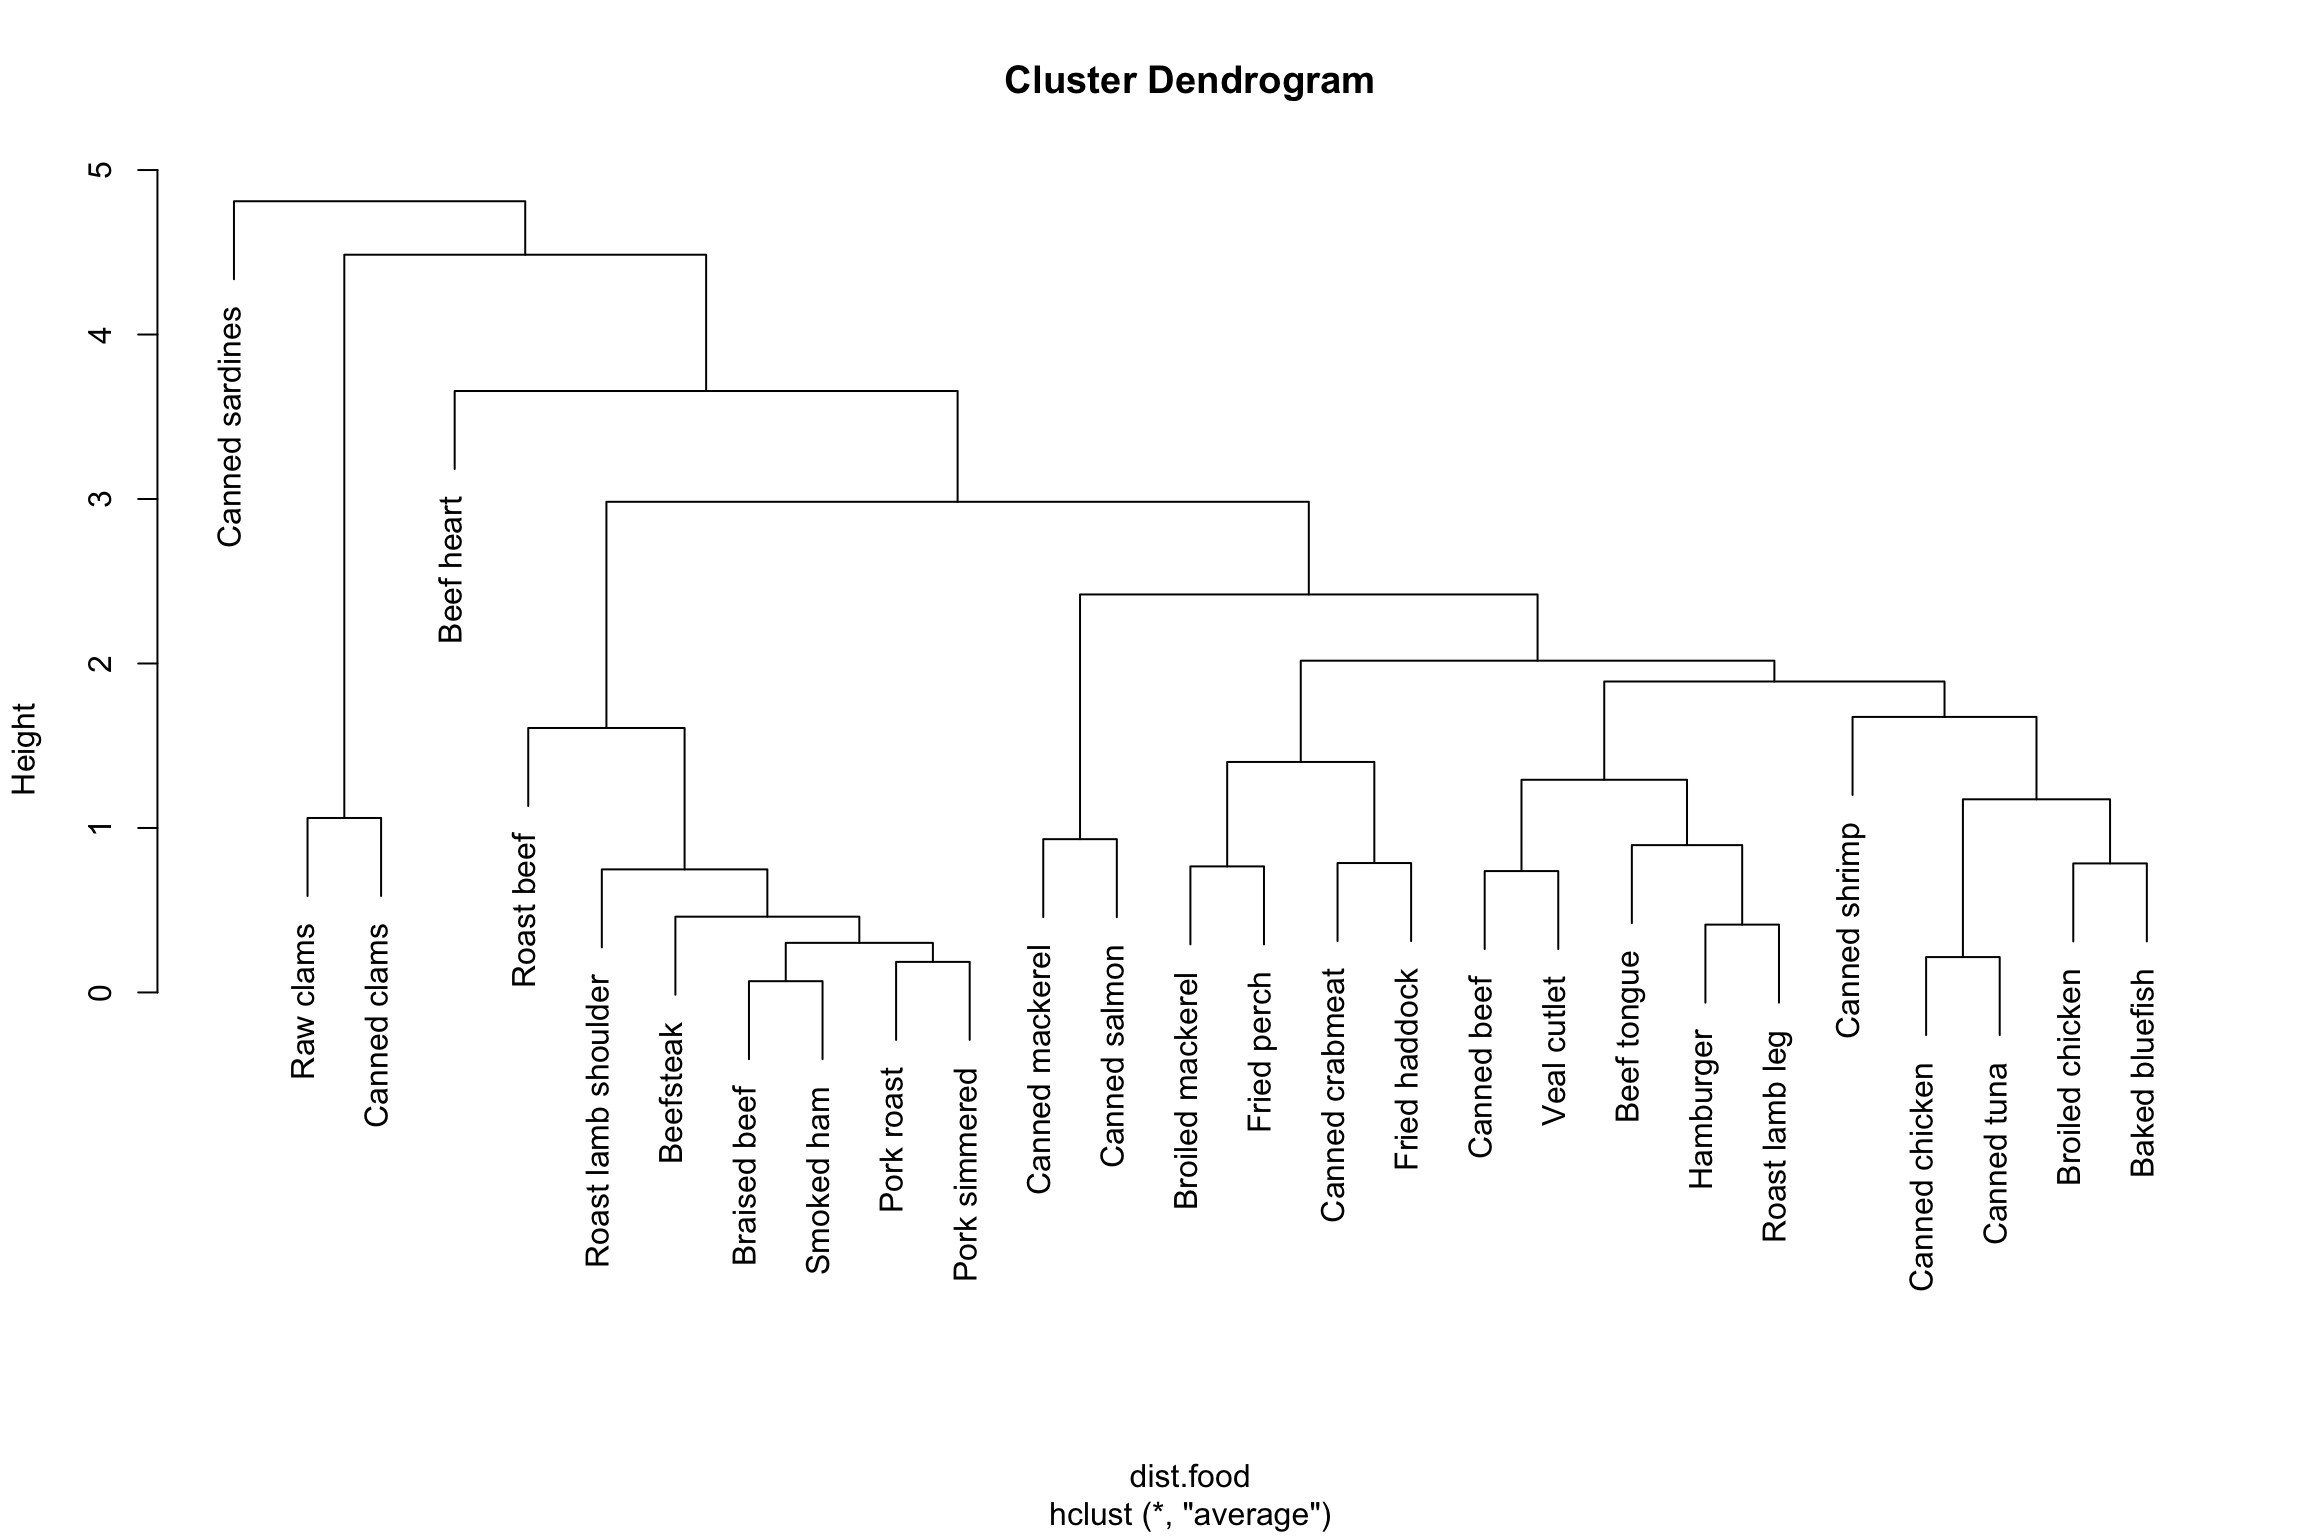 Cluster Dendrogram
Height
5
4
3
2
1
0
Canned sardines
Raw clams
Canned clams
Beef heart
Roast beef
Roast lamb shoulder
Beefsteak
Braised beef
Smoked ham
Pork roast
Pork simmered
Canned mackerel
Canned salmon
Broiled mackerel
Fried perch
Canned crabmeat
Fried haddock
Canned beef
Veal cutlet
Beef tongue
Hamburger
Roast lamb leg
Canned shrimp
Canned chicken
Canned tuna
Broiled chicken
Baked bluefish
dist.food
hclust (*, "average")